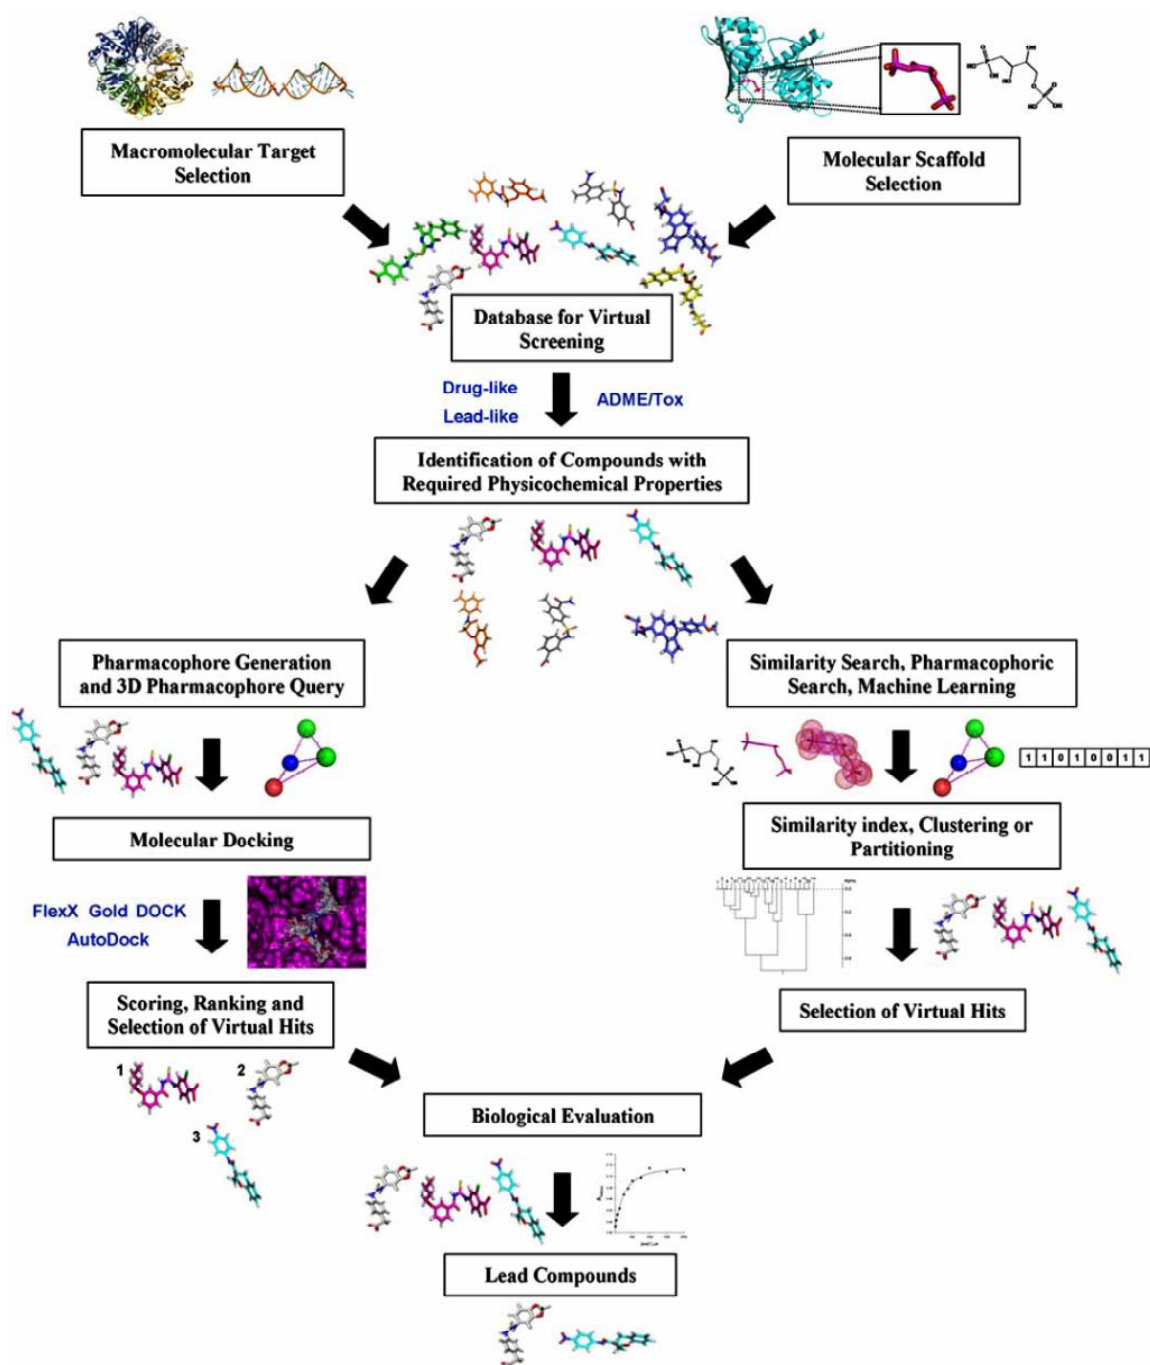 Macromolecular Target
Selection
Molecular Scaffold
Selection
Database for Virtual
Screening
Drug-like
Lead-like
ADME/Tox
Identification of Compounds with
Required Physicochemical Properties
Pharmacophore Generation
and 3D Pharmacophore Query
Similarity Search, Pharmacophoric
Search, Machine Learning
1 1 0 1 0 0 1 1
Molecular Docking
Similarity index, Clustering or
Partitioning
FlexX Gold DOCK
AutoDock
Scoring, Ranking and
Selection of Virtual Hits
Selection of Virtual Hits
1
2
3
Biological Evaluation
Lead Compounds